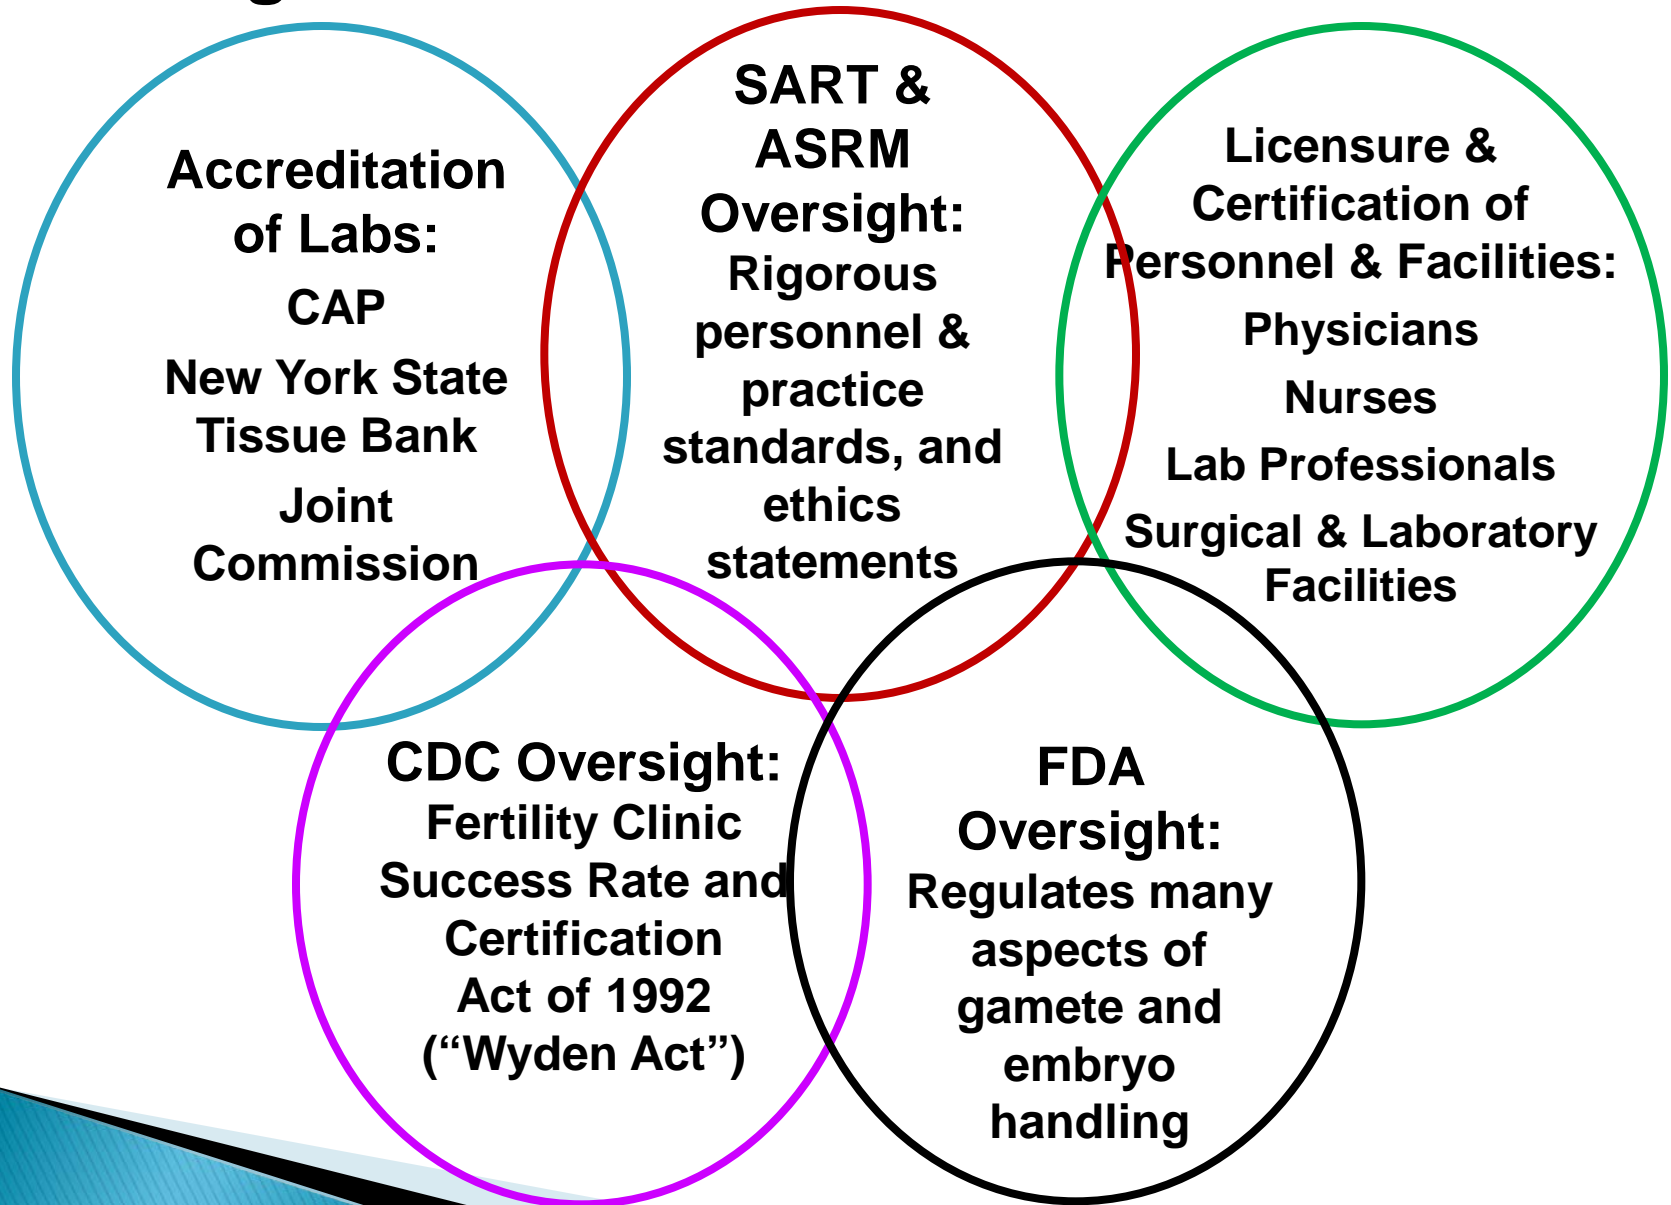 Accreditation
of Labs:
CAP
New York State
Tissue Bank
Joint
Commission
SART &
ASRM
Oversight:
Rigorous
personnel &
practice
standards, and
ethics
statements
Licensure &
Certification of
Personnel & Facilities:
Physicians
Nurses
Lab Professionals
Surgical & Laboratory
Facilities
CDC Oversight:
Fertility Clinic
Success Rate and
Certification
Act of 1992
(“Wyden Act”)
FDA
Oversight:
Regulates many
aspects of
gamete and
embryo
handling